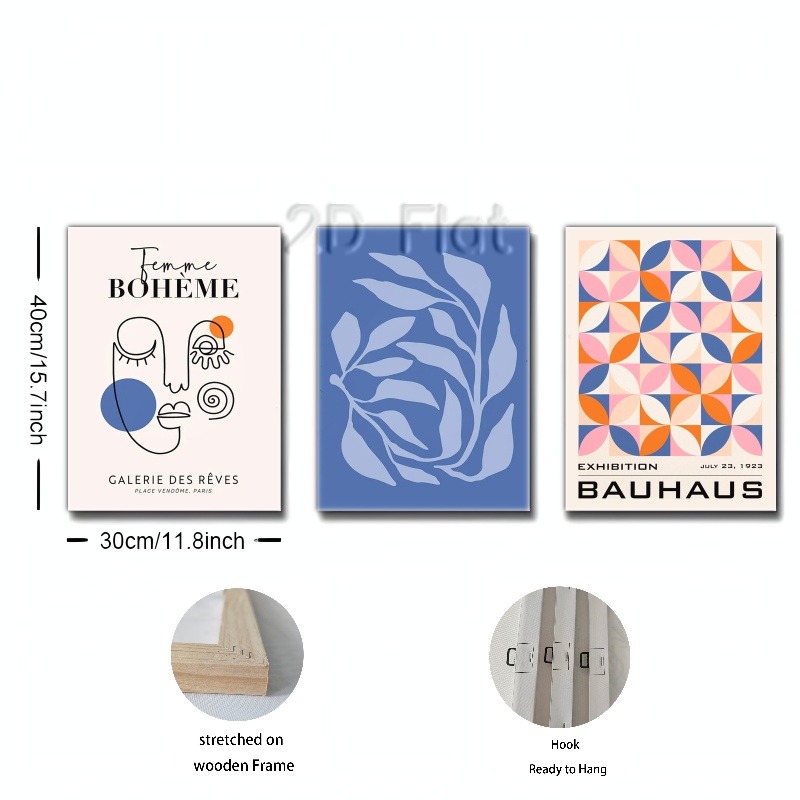 2D Flat
Femme
BOHÈME
GALERIE DES RÊVES
PLACE VENDÔME, PARIS
EXHIBITION JULY 23, 1923
BAUHAUS
40cm/15.7inch
30cm/11.8inch
stretched on
wooden Frame
Hook
Ready to Hang